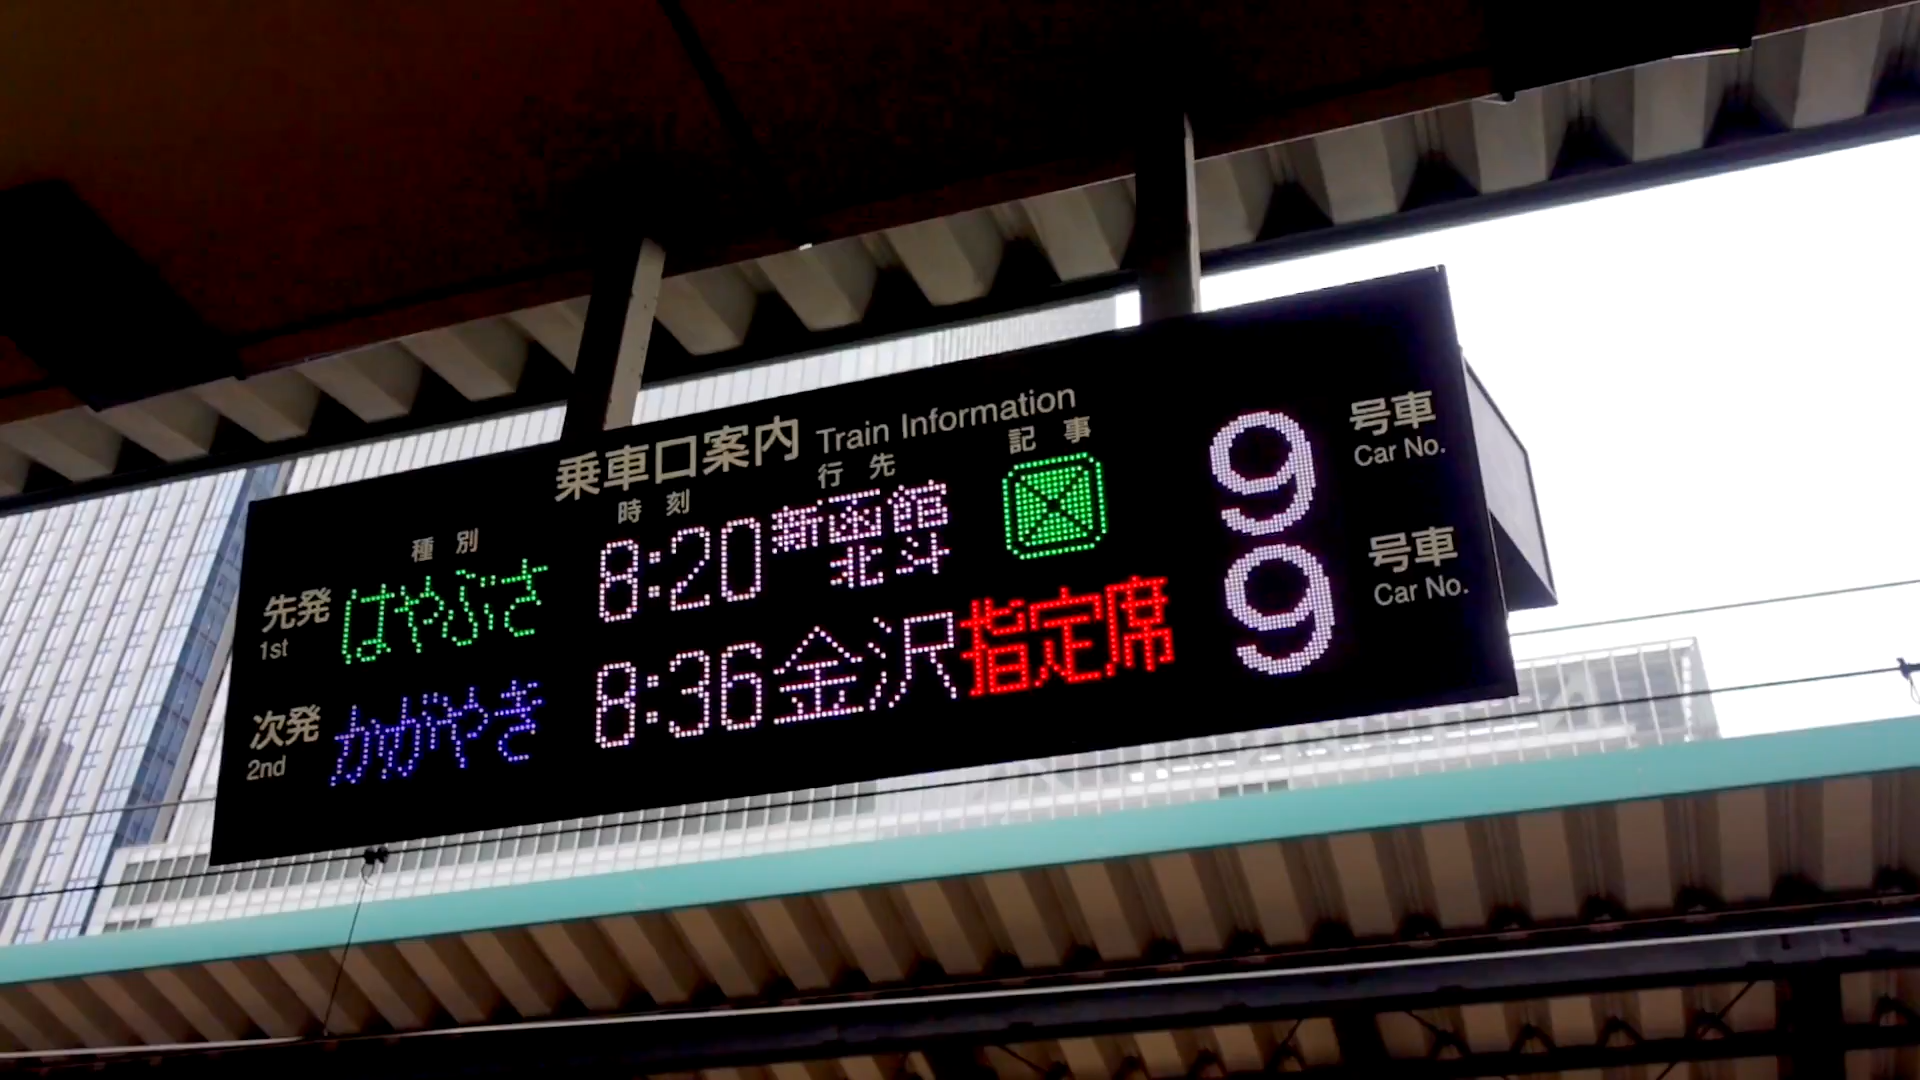 乗車口案内 Train Information
種別 時刻 行先 記事
先発 はやぶさ 8:20 新函館北斗 9 号車
1st Car No.
次発 かがやき 8:36 金沢 指定席 9 号車
2nd Car No.